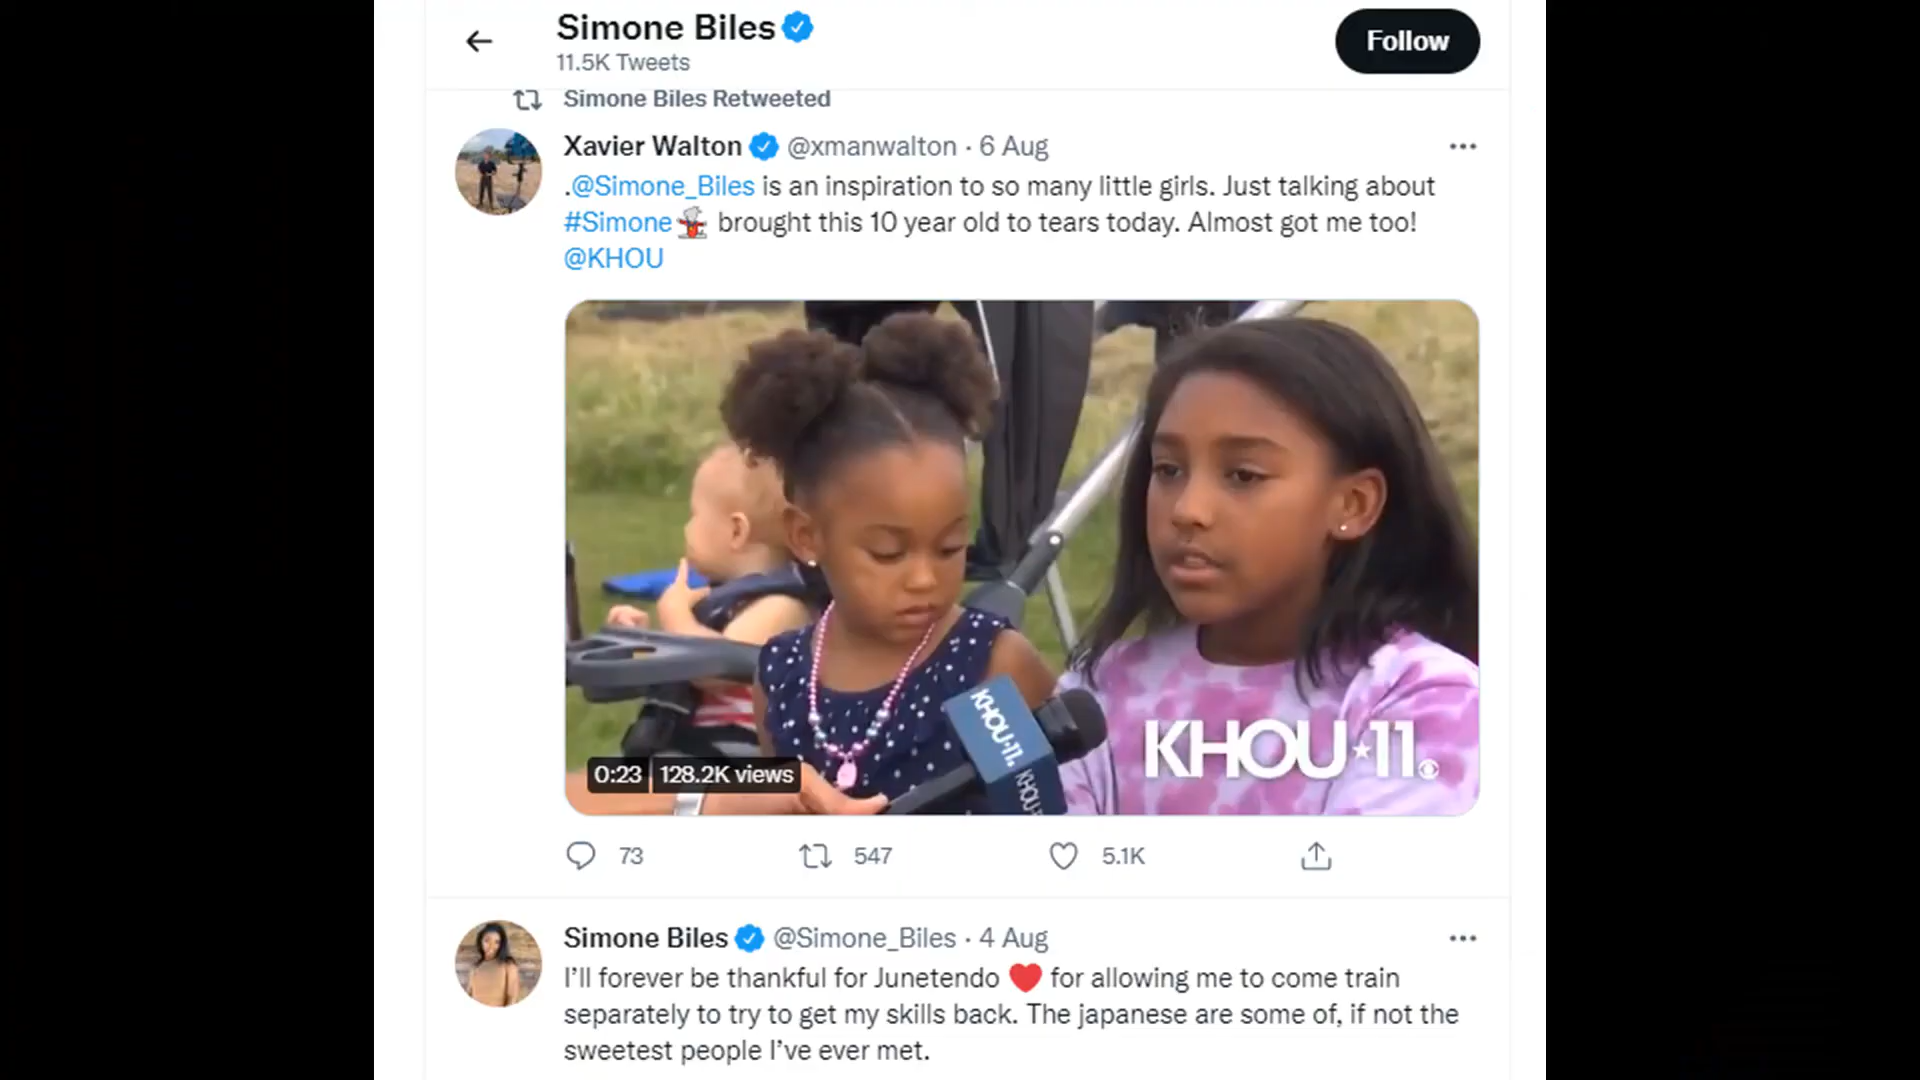 Simone Biles
11.5K Tweets
Follow
Simone Biles Retweeted
Xavier Walton @xmanwalton · 6 Aug
.@Simone_Biles is an inspiration to so many little girls. Just talking about
#Simone brought this 10 year old to tears today. Almost got me too!
@KHOU
KHOU·11.
KHOU
KHOU★11
0:23 128.2K views
73 547 5.1K
Simone Biles @Simone_Biles · 4 Aug
I’ll forever be thankful for Junetendo ❤ for allowing me to come train
separately to try to get my skills back. The japanese are some of, if not the
sweetest people I’ve ever met.